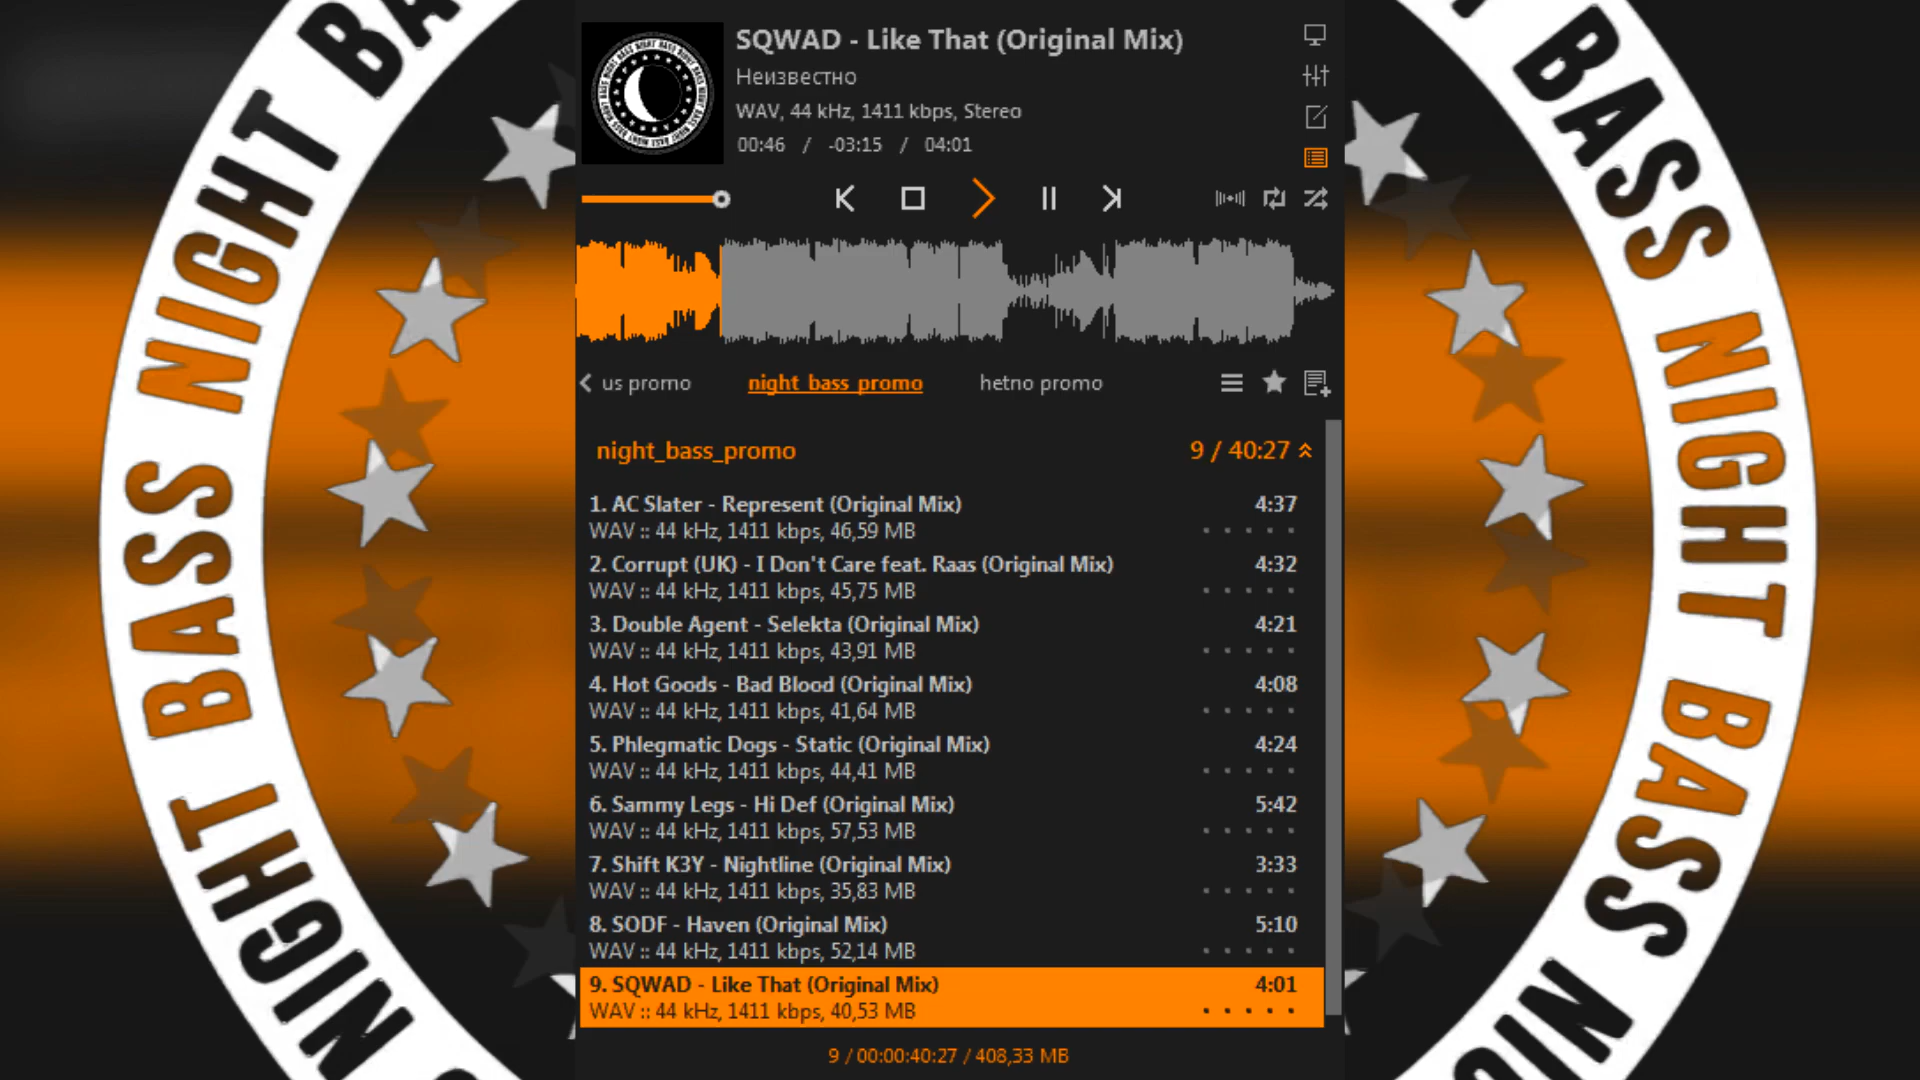 SQWAD - Like That (Original Mix)
Неизвестно
WAV, 44 kHz, 1411 kbps, Stereo
00:46 / -03:15 / 04:01
us promo night_bass_promo hetno promo
night_bass_promo 9 / 40:27
1. AC Slater - Represent (Original Mix) 4:37
WAV :: 44 kHz, 1411 kbps, 46,59 MB
2. Corrupt (UK) - I Don't Care feat. Raas (Original Mix) 4:32
WAV :: 44 kHz, 1411 kbps, 45,75 MB
3. Double Agent - Selekta (Original Mix) 4:21
WAV :: 44 kHz, 1411 kbps, 43,91 MB
4. Hot Goods - Bad Blood (Original Mix) 4:08
WAV :: 44 kHz, 1411 kbps, 41,64 MB
5. Phlegmatic Dogs - Static (Original Mix) 4:24
WAV :: 44 kHz, 1411 kbps, 44,41 MB
6. Sammy Legs - Hi Def (Original Mix) 5:42
WAV :: 44 kHz, 1411 kbps, 57,53 MB
7. Shift K3Y - Nightline (Original Mix) 3:33
WAV :: 44 kHz, 1411 kbps, 35,83 MB
8. SODF - Haven (Original Mix) 5:10
WAV :: 44 kHz, 1411 kbps, 52,14 MB
9. SQWAD - Like That (Original Mix) 4:01
WAV :: 44 kHz, 1411 kbps, 40,53 MB
9 / 00:00:40:27 / 408,33 MB
NIGHT BASS NIGHT BA
BASS NIGHT BASS NI